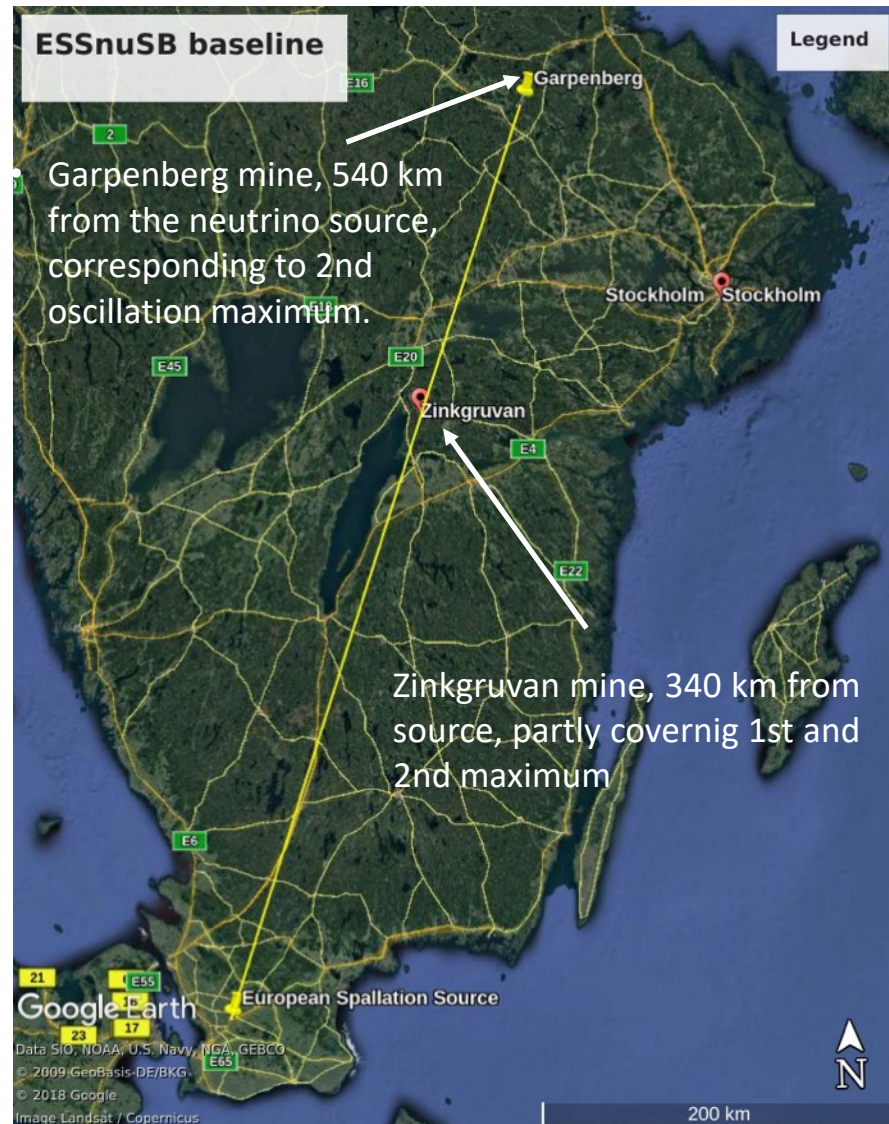 ESSnuSB baseline
Legend
E16
Garpenberg
2
Garpenberg mine, 540 km
from the neutrino source,
corresponding to 2nd
oscillation maximum.
Stockholm Stockholm
E20
E45
Zinkgruvan
E4
E22
Zinkgruvan mine, 340 km from
source, partly covernig 1st and
2nd maximum
E6
21
E55
European Spallation Source
Google Earth
16
23
17
Data SIO, NOAA, U.S. Navy, NGA, GEBCO
E65
© 2009 GeoBasis-DE/BKG
© 2018 Google
Image Landsat / Copernicus
N
200 km